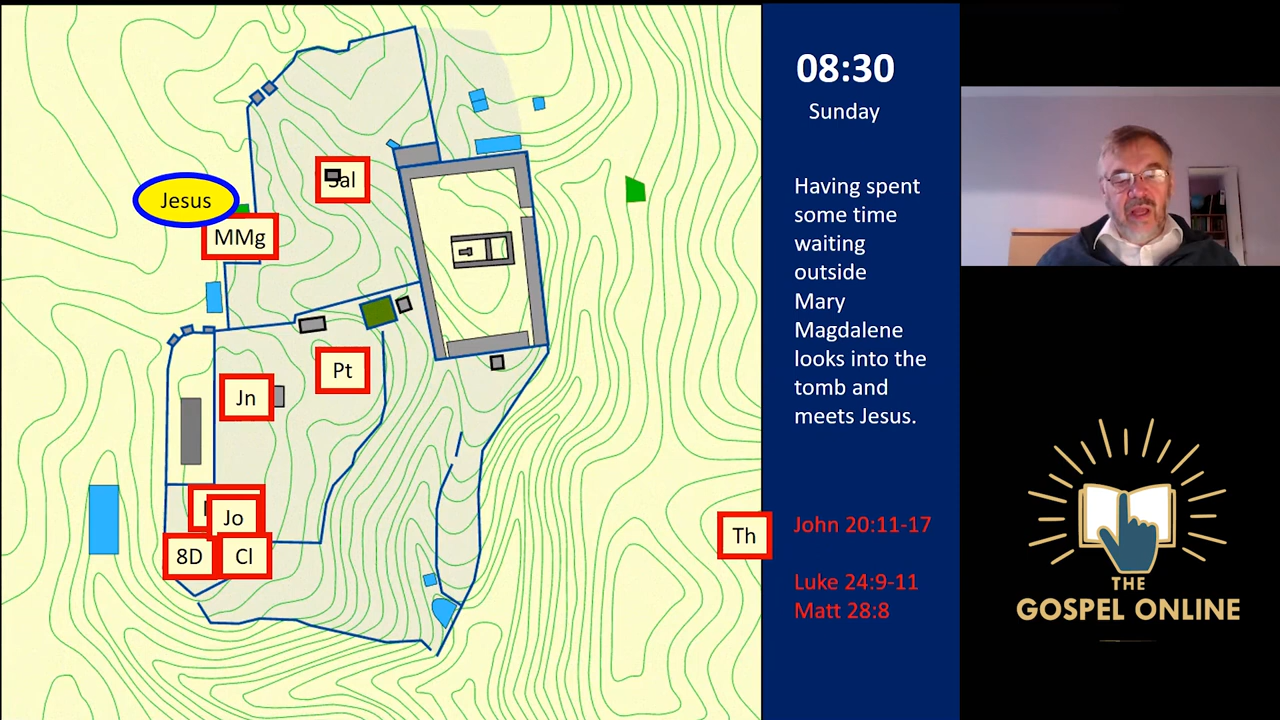 08:30
Sunday
Having spent
some time
waiting
outside
Mary
Magdalene
looks into the
tomb and
meets Jesus.
John 20:11-17
Luke 24:9-11
Matt 28:8
Jesus
MMg
Pt
Jn
Jo
8D
Cl
Th
THE
GOSPEL ONLINE